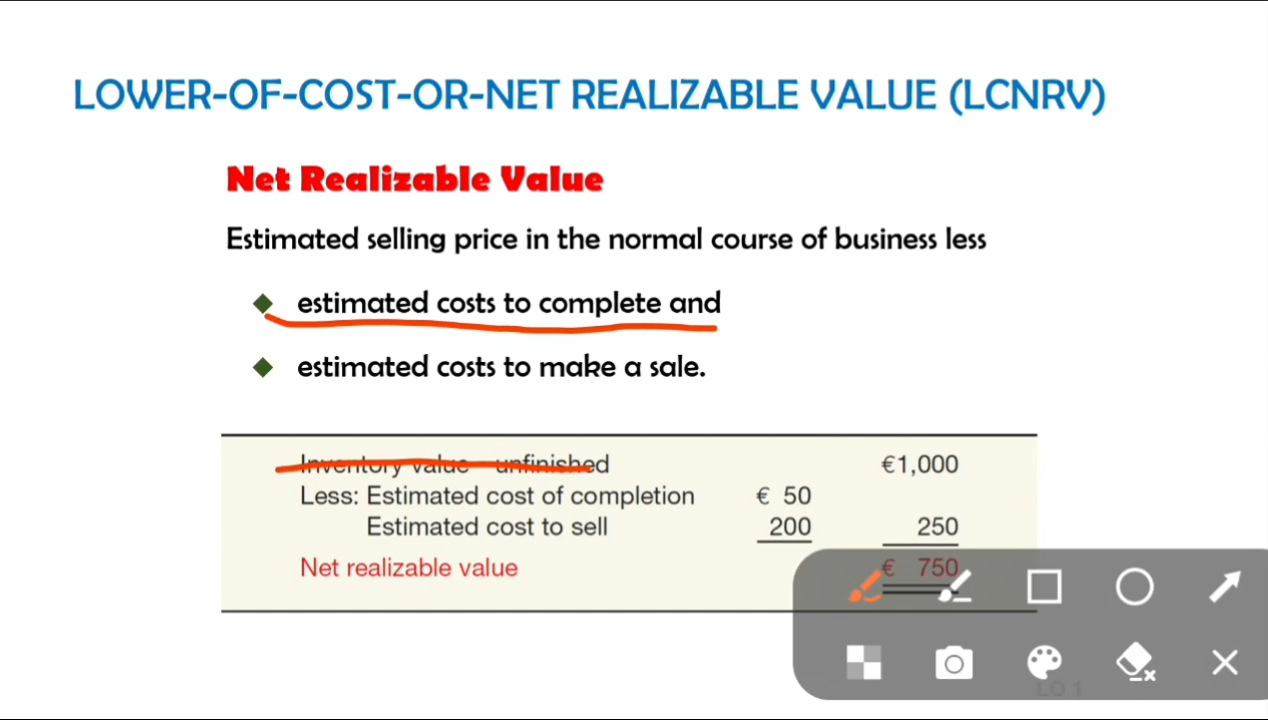 LOWER-OF-COST-OR-NET REALIZABLE VALUE (LCNRV)
Net Realizable Value
Estimated selling price in the normal course of business less
estimated costs to complete and
estimated costs to make a sale.
Inventory value—unfinished €1,000
Less: Estimated cost of completion € 50
Estimated cost to sell 200 250
Net realizable value € 750
LO 1